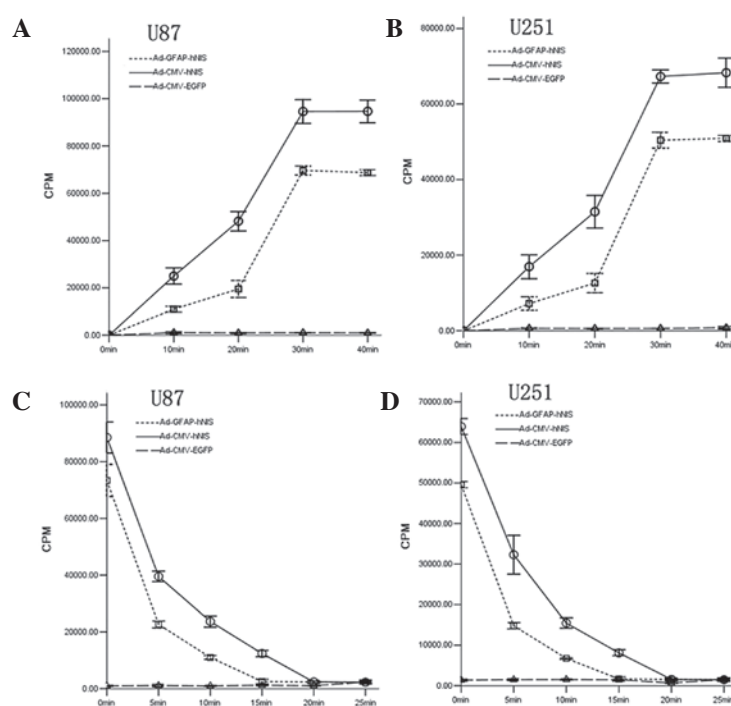 A
U87
Ad-GFAP-hNIS
Ad-CMV-hNIS
Ad-CMV-EGFP
120000.00
100000.00
80000.00
60000.00
40000.00
20000.00
0.00
CPM
0min
10min
20min
30min
40min
B
U251
Ad-GFAP-hNIS
Ad-CMV-hNIS
Ad-CMV-EGFP
80000.00
60000.00
40000.00
20000.00
0.00
CPM
0min
10min
20min
30min
40min
C
U87
Ad-GFAP-hNIS
Ad-CMV-hNIS
Ad-CMV-EGFP
100000.00
80000.00
60000.00
40000.00
20000.00
0.00
CPM
0min
5min
10min
15min
20min
25min
D
U251
Ad-GFAP-hNIS
Ad-CMV-hNIS
Ad-CMV-EGFP
70000.00
60000.00
50000.00
40000.00
30000.00
20000.00
10000.00
0.00
CPM
0min
5min
10min
15min
20min
25min